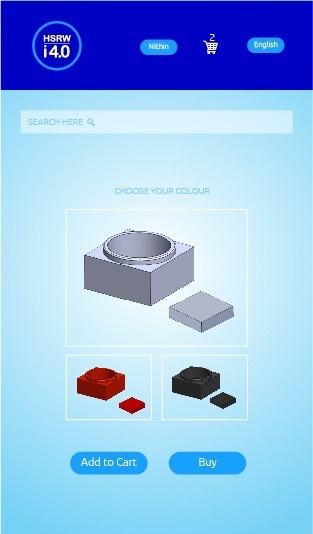 HSRW
i4.0
Nithin
2
English
SEARCH HERE
CHOOSE YOUR COLOUR
Add to Cart
Buy